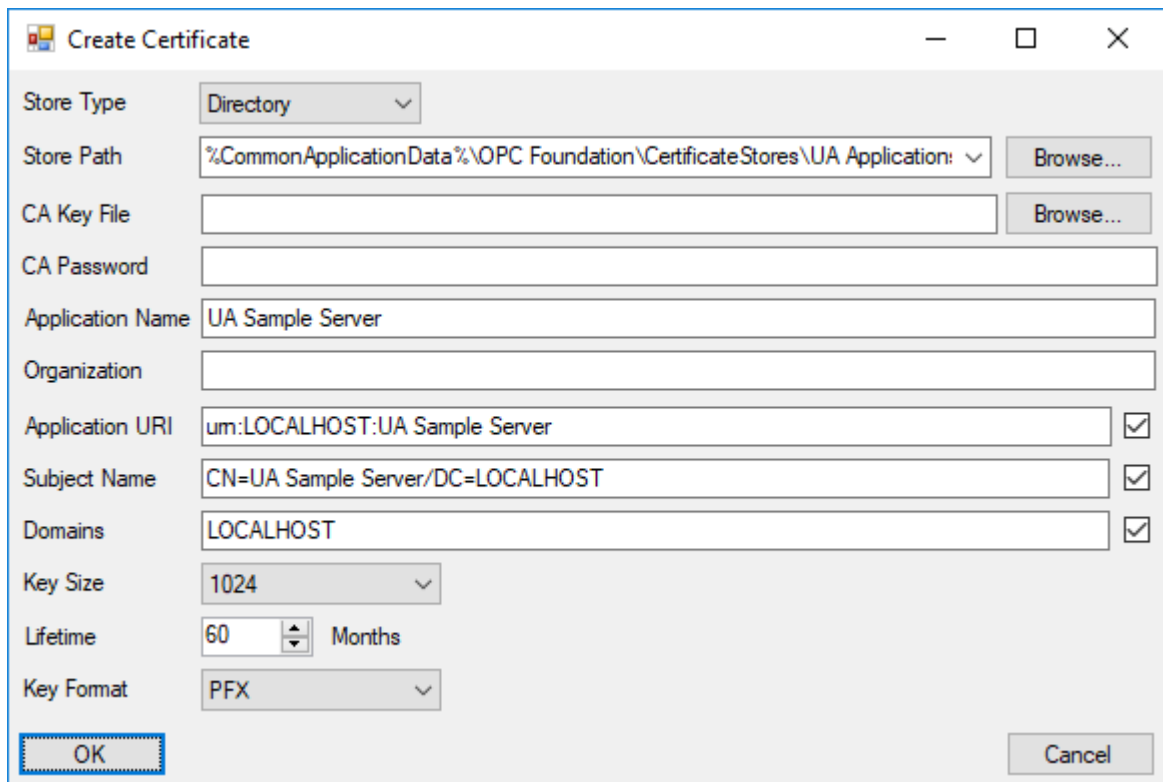 Create Certificate
Store Type Directory
Store Path %CommonApplicationData%\OPC Foundation\CertificateStores\UA Applications Browse...
CA Key File Browse...
CA Password
Application Name UA Sample Server
Organization
Application URI urn:LOCALHOST:UA Sample Server
Subject Name CN=UA Sample Server/DC=LOCALHOST
Domains LOCALHOST
Key Size 1024
Lifetime 60 Months
Key Format PFX
OK Cancel